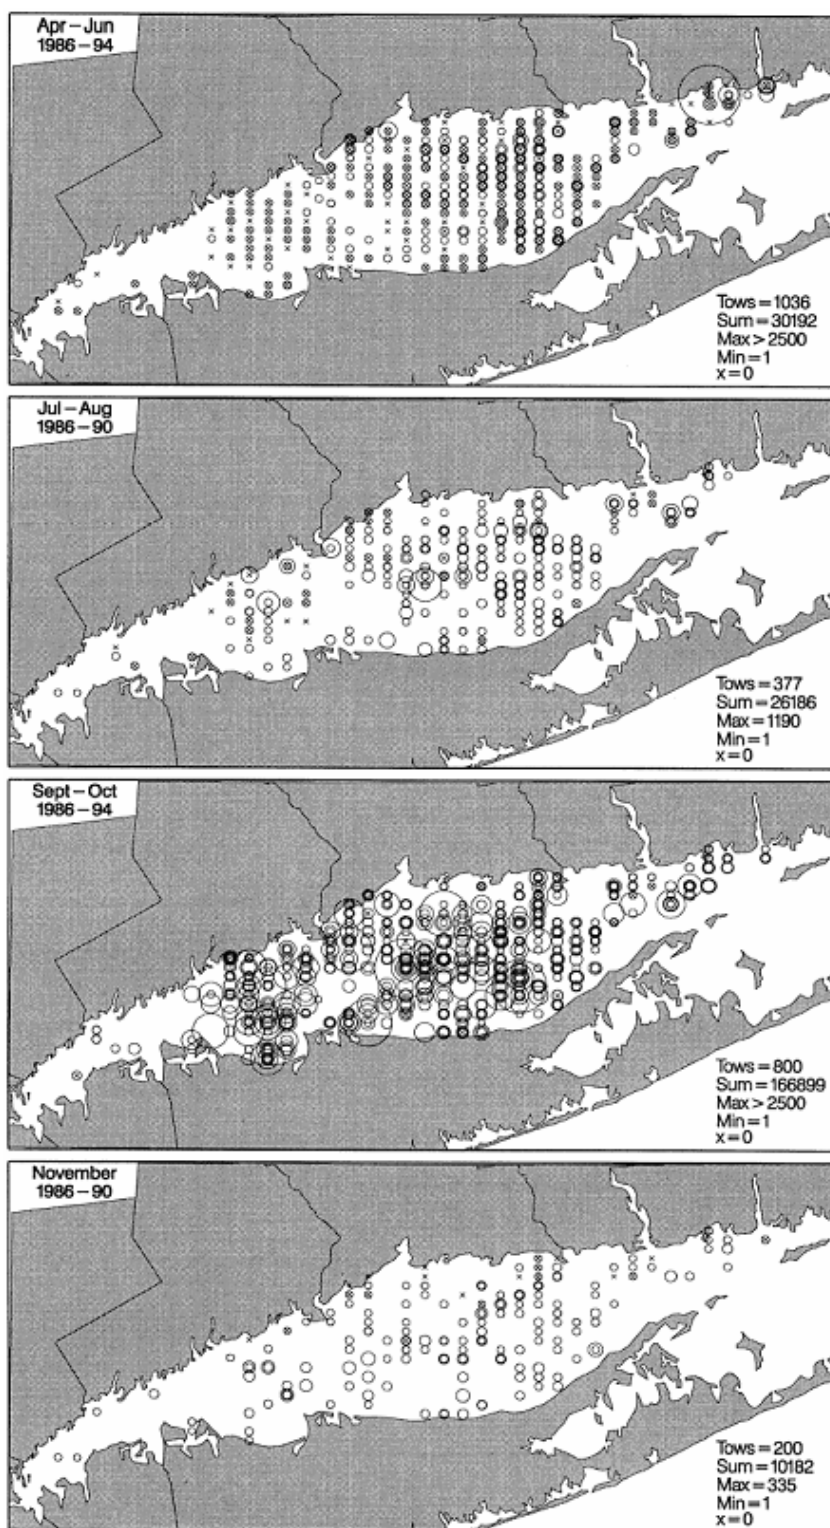 Apr-Jun
1986-94
Tows=1036
Sum=30192
Max>2500
Min=1
x=0
Jul-Aug
1986-90
Tows=377
Sum=26186
Max=1190
Min=1
x=0
Sept-Oct
1986-94
Tows=800
Sum=166899
Max>2500
Min=1
x=0
November
1986-90
Tows=200
Sum=10182
Max=335
Min=1
x=0